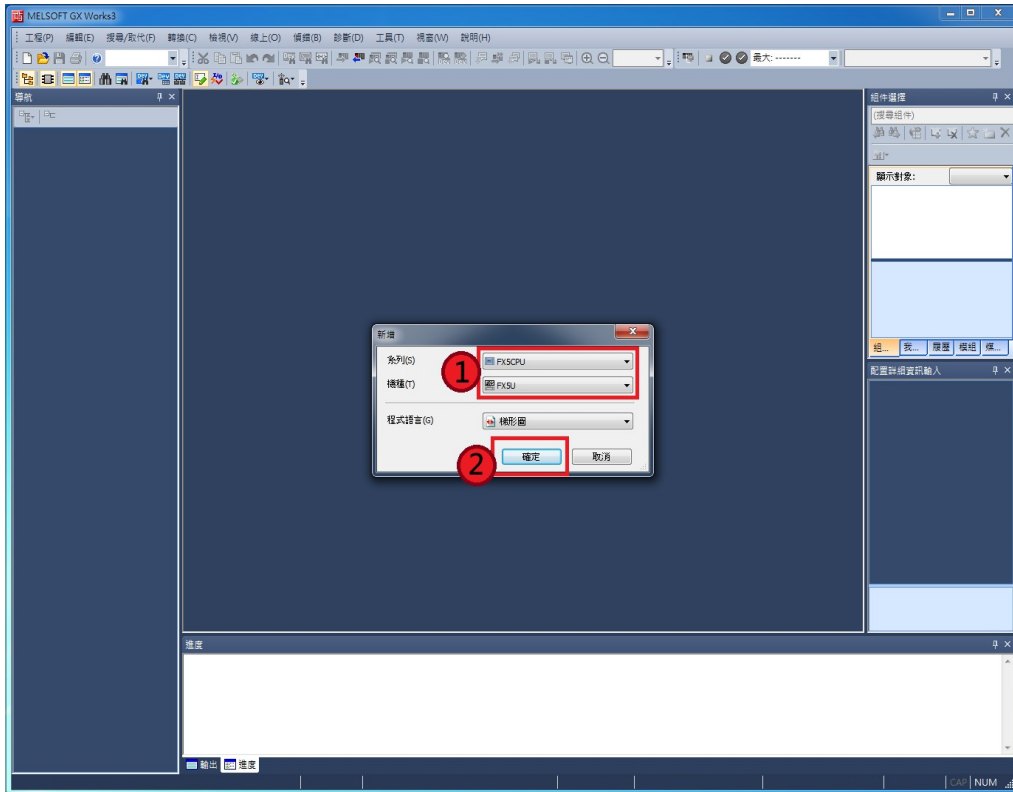 MELSOFT GX Works3
工程(P) 編輯(E) 搜尋/取代(F) 轉換(C) 檢視(V) 線上(O) 偵錯(B) 診斷(D) 工具(T) 視窗(W) 說明(H)
最大: -------
導航
組件選擇
(搜尋組件)
顯示對象:
組... 我... 履歷 模組 煤...
配置詳細資訊輸入
新增
系列(S) FX5CPU
1
機種(T) FX5U
程式語言(G) 梯形圖
2
確定 取消
進度
輸出 進度
CAP NUM